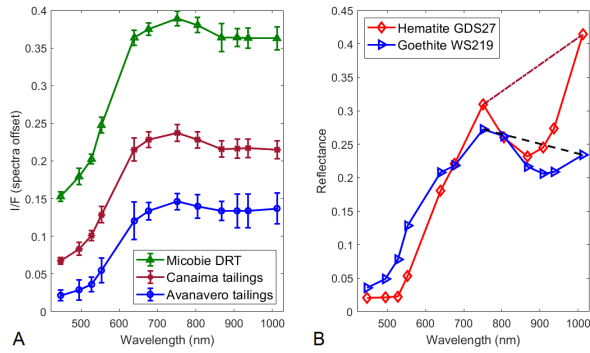 0.4
0.35
0.3
0.25
0.2
0.15
0.1
0.05
0
I/F (spectra offset)
Micobie DRT
Canaima tailings
Avanavero tailings
500 600 700 800 900 1000
Wavelength (nm)
A
0.45
0.4
0.35
0.3
0.25
0.2
0.15
0.1
0.05
0
Reflectance
Hematite GDS27
Goethite WS219
500 600 700 800 900 1000
Wavelength (nm)
B